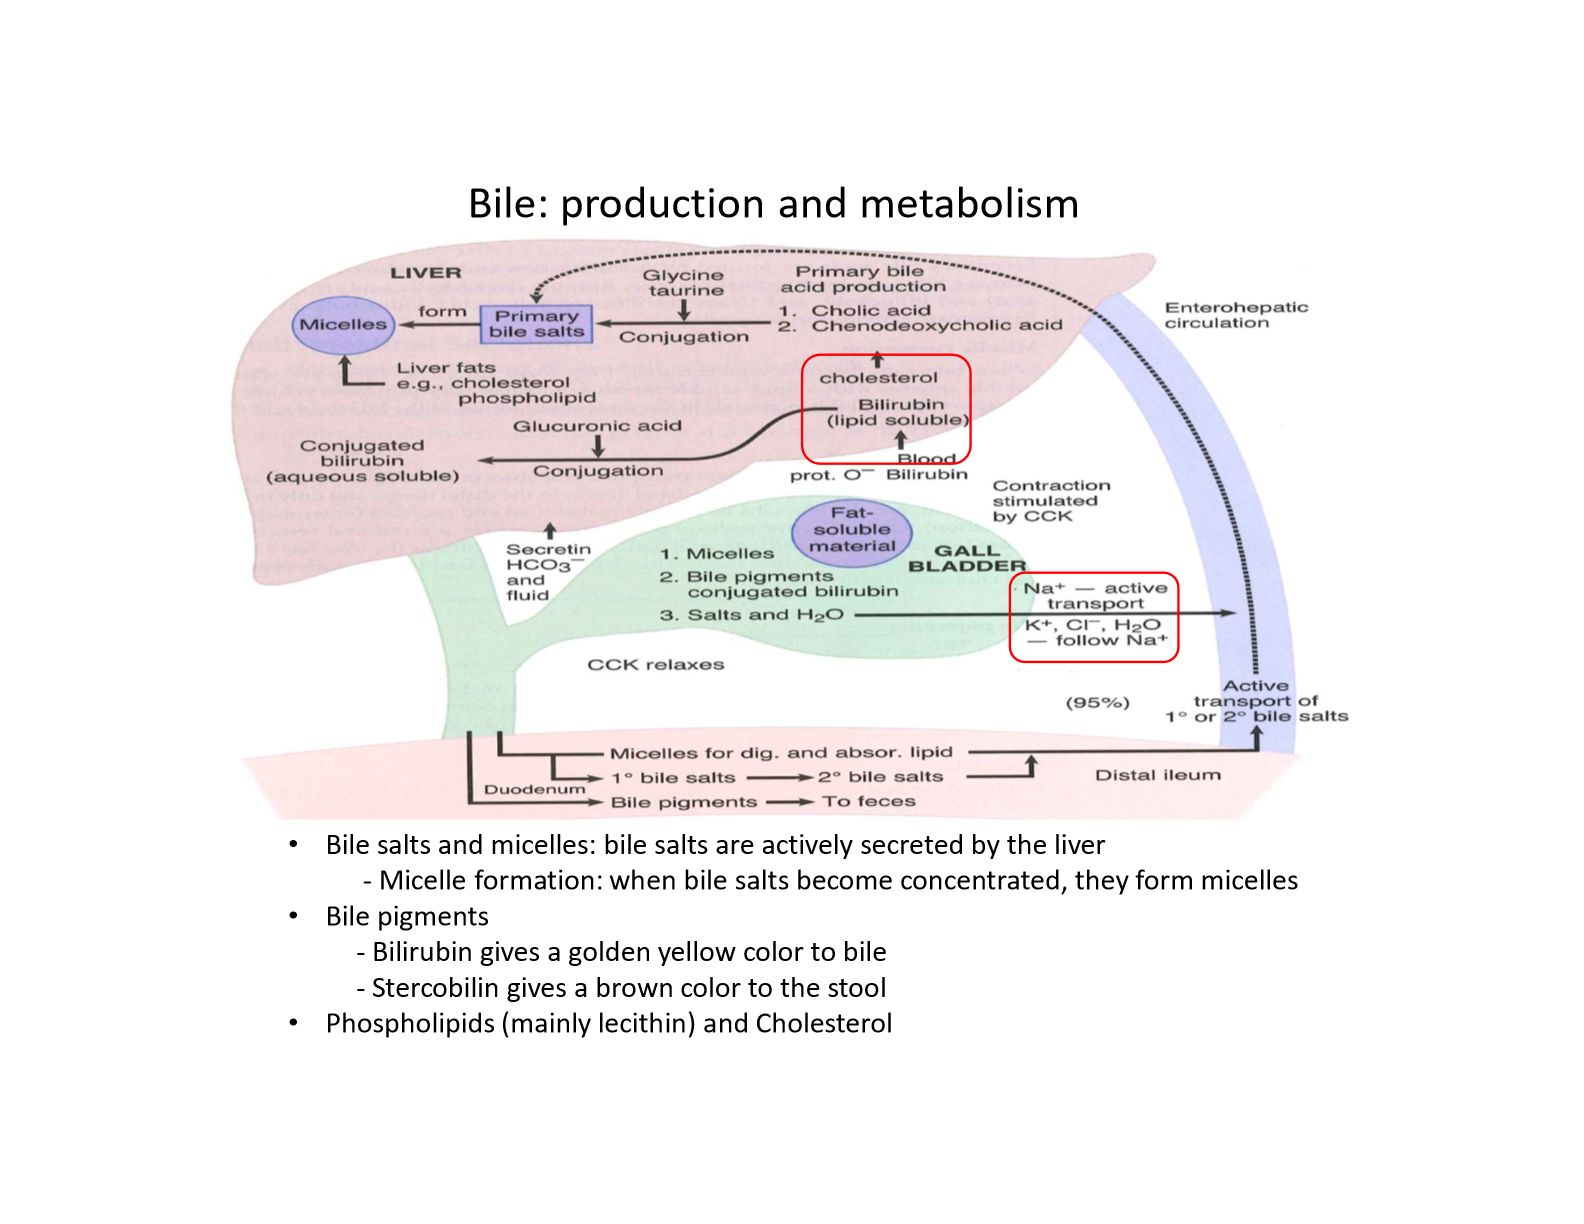 Bile: production and metabolism
LIVER
Glycine
taurine
Primary bile
acid production
Enterohepatic
circulation
Micelles
form
Primary
bile salts
Conjugation
1. Cholic acid
2. Chenodeoxycholic acid
Liver fats
e.g., cholesterol
phospholipid
cholesterol
Bilirubin
(lipid soluble)
Glucuronic acid
Conjugated
bilirubin
(aqueous soluble)
Conjugation
Blood
prot. O— Bilirubin
Contraction
stimulated
by CCK
Fat-
soluble
material
GALL
BLADDER
Secretin
HCO3—
and
fluid
1. Micelles
2. Bile pigments
conjugated bilirubin
3. Salts and H2O
Na+ — active
transport
K+, Cl—, H2O
— follow Na+
CCK relaxes
(95%)
Active
transport of
1° or 2° bile salts
Micelles for dig. and absor. lipid
1° bile salts
2° bile salts
Distal ileum
Duodenum
Bile pigments
To feces
• Bile salts and micelles: bile salts are actively secreted by the liver
- Micelle formation: when bile salts become concentrated, they form micelles
• Bile pigments
- Bilirubin gives a golden yellow color to bile
- Stercobilin gives a brown color to the stool
• Phospholipids (mainly lecithin) and Cholesterol